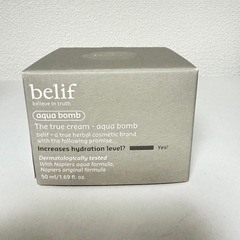 belif
believe in truth
aqua bomb
The true cream - aqua bomb
belif - a true herbal cosmetic brand
with the following promise.
Increases hydration level? Yes!
Dermatologically tested
With Napiers aqua formula,
Napiers original formula
50 ml/1.69 fl. oz.